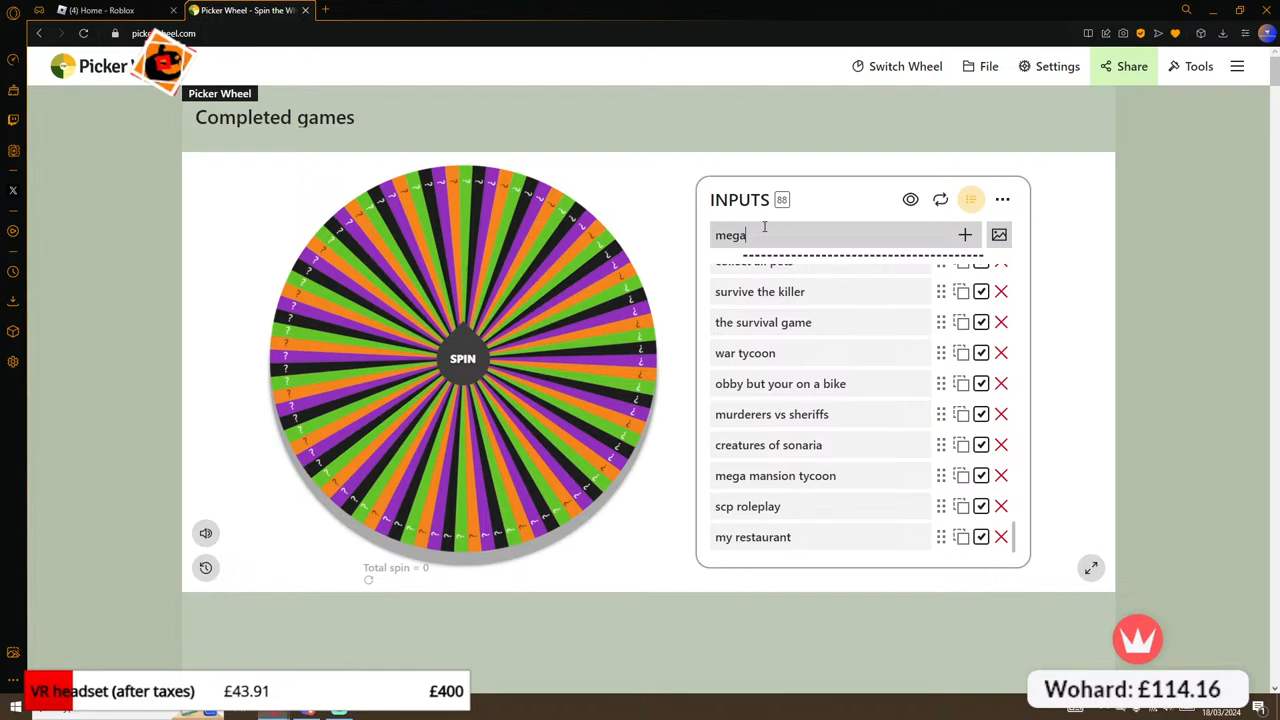 (4) Home - Roblox
Picker Wheel - Spin the Wh
pickerwheel.com
Picker
Switch Wheel
File
Settings
Share
Tools
Picker Wheel
Completed games
INPUTS 88
mega
survive the killer
the survival game
war tycoon
obby but your on a bike
murderers vs sheriffs
creatures of sonaria
mega mansion tycoon
scp roleplay
my restaurant
SPIN
Total spin = 0
VR headset (after taxes) £43.91 £400
Wohard: £114.16
18/03/2024